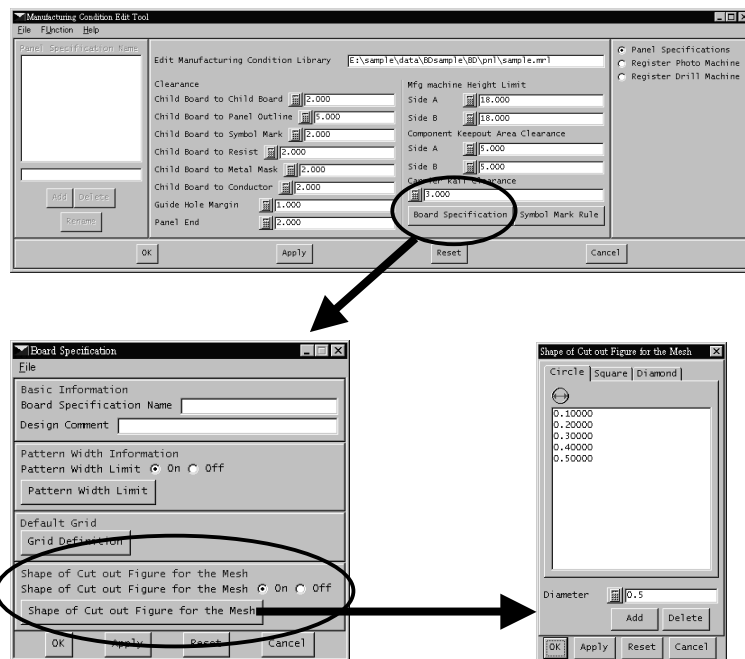 Manufacturing Condition Edit Tool
File FUnction Help
Panel Specification Name
Add Delete
Rename
Edit Manufacturing Condition Library E:\sample\data\BDsample\BD\pnl\sample.mrl
Clearance
Child Board to Child Board 2.000
Child Board to Panel Outline 5.000
Child Board to Symbol Mark 2.000
Child Board to Resist 2.000
Child Board to Metal Mask 2.000
Child Board to Conductor 2.000
Guide Hole Margin 1.000
Panel End 2.000
Mfg machine Height Limit
Side A 18.000
Side B 18.000
Component Keepout Area Clearance
Side A 5.000
Side B 5.000
Carrier Rail Clearance
3.000
Board Specification Symbol Mark Rule
Panel Specifications
Register Photo Machine
Register Drill Machine
OK Apply Reset Cancel
Board Specification
File
Basic Information
Board Specification Name
Design Comment
Pattern Width Information
Pattern Width Limit On Off
Pattern Width Limit
Default Grid
Grid Definition
Shape of Cut out Figure for the Mesh
Shape of Cut out Figure for the Mesh On Off
Shape of Cut out Figure for the Mesh
OK Apply Reset Cancel
Shape of Cut out Figure for the Mesh
Circle Square Diamond
0.10000
0.20000
0.30000
0.40000
0.50000
Diameter 0.5
Add Delete
OK Apply Reset Cancel